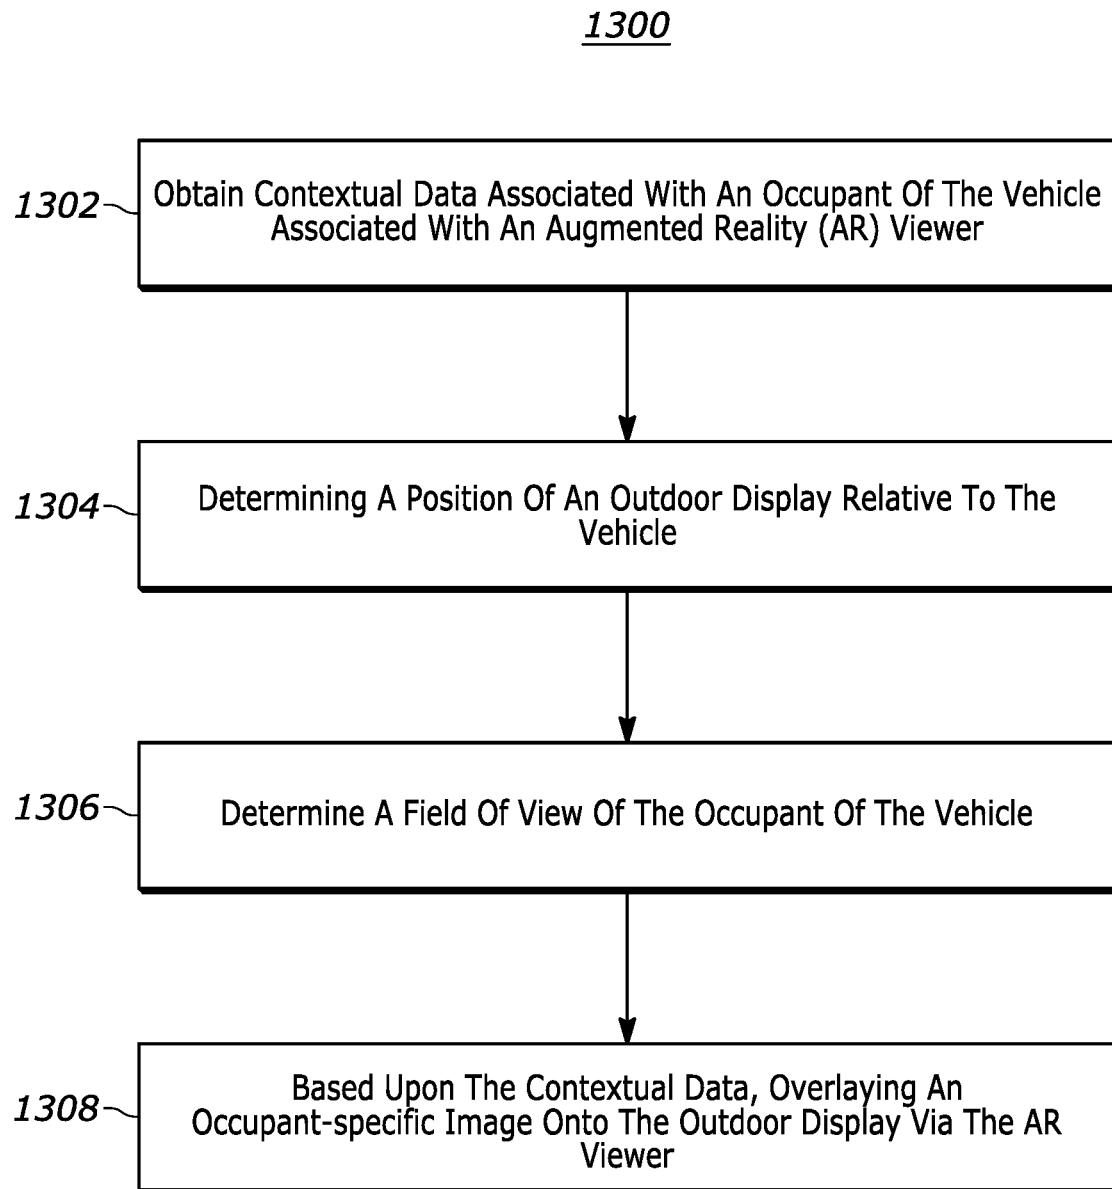 1300
1302
Obtain Contextual Data Associated With An Occupant Of The Vehicle
Associated With An Augmented Reality (AR) Viewer
1304
Determining A Position Of An Outdoor Display Relative To The
Vehicle
1306
Determine A Field Of View Of The Occupant Of The Vehicle
1308
Based Upon The Contextual Data, Overlaying An
Occupant-specific Image Onto The Outdoor Display Via The AR
Viewer